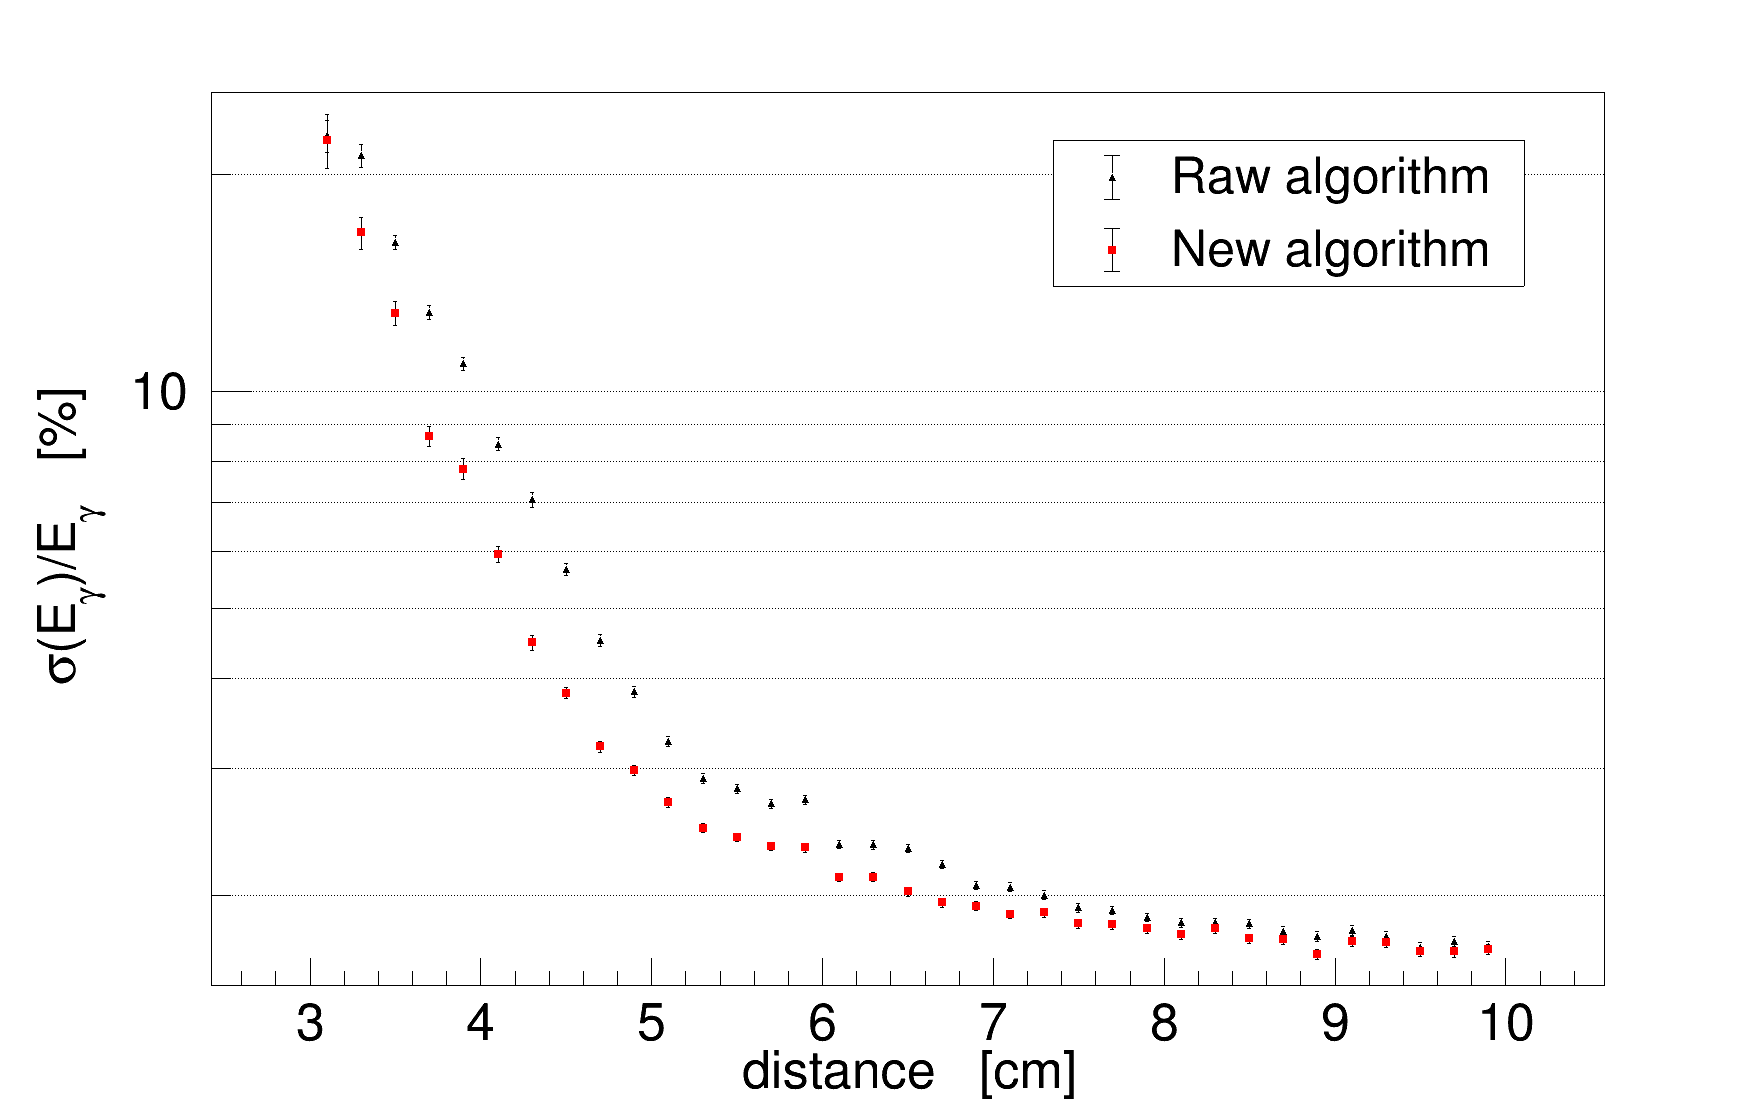 Raw algorithm
New algorithm
10
σ(Eγ)/Eγ [%]
3 4 5 6 7 8 9 10
distance [cm]